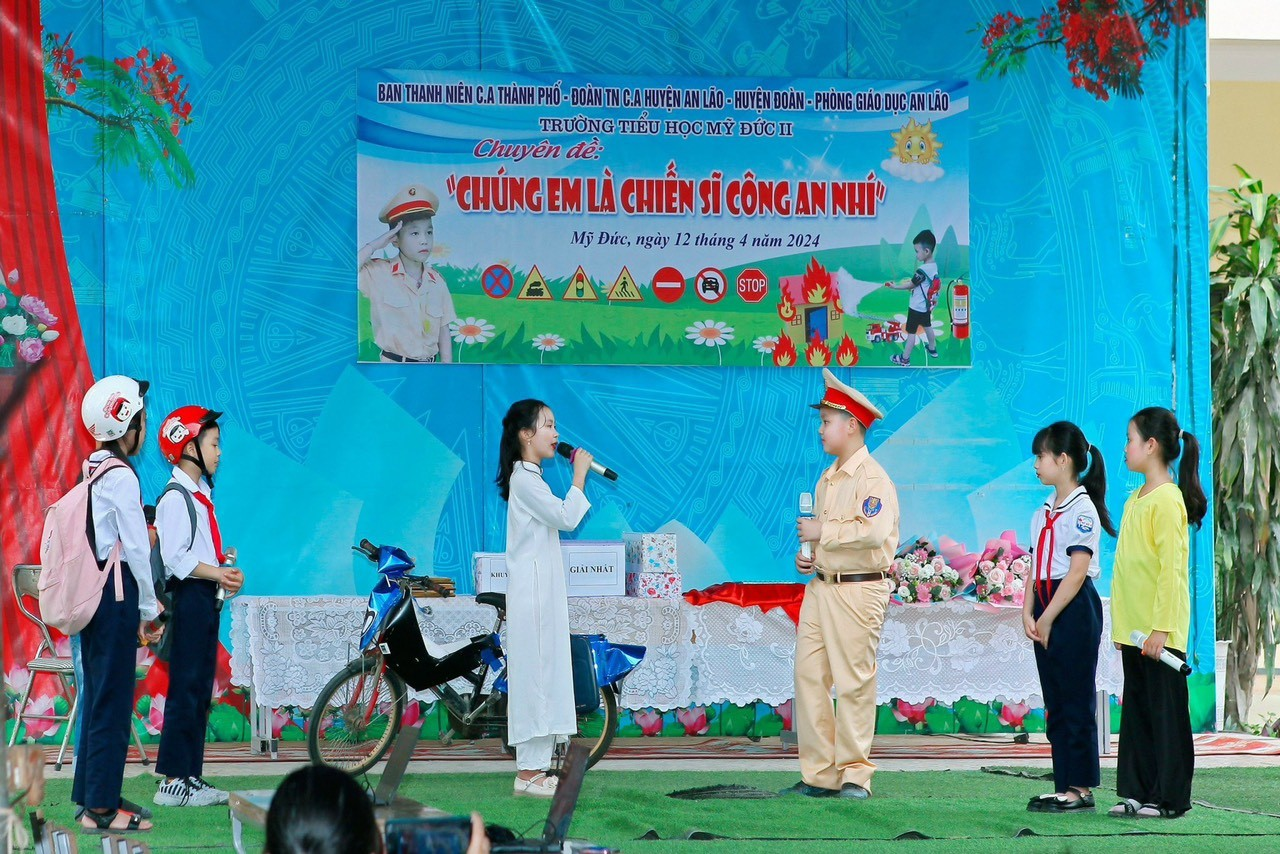 BAN THANH NIÊN C.A THÀNH PHỐ - ĐOÀN TN C.A HUYỆN AN LÃO - HUYỆN ĐOÀN - PHÒNG GIÁO DỤC AN LÃO
TRƯỜNG TIỂU HỌC MỸ ĐỨC II
Chuyên đề:
"CHÚNG EM LÀ CHIẾN SĨ CÔNG AN NHÍ"
Mỹ Đức, ngày 12 tháng 4 năm 2024
STOP
GIẢI NHẤT